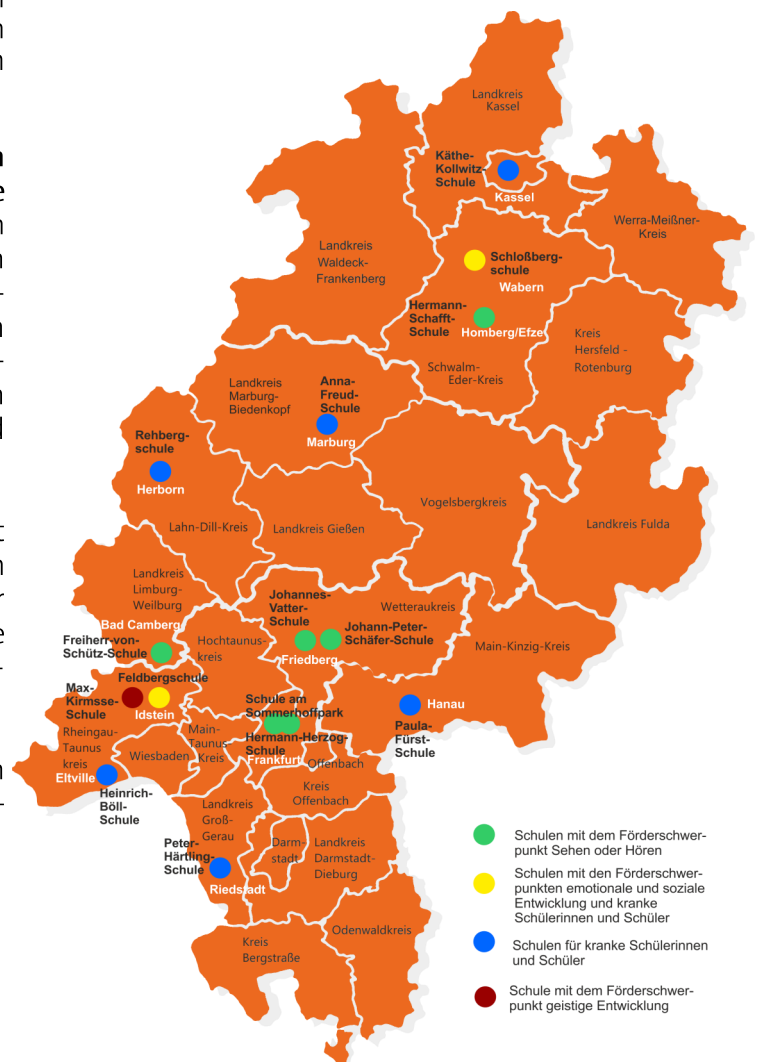 Landkreis
Kassel
Käthe-
Kollwitz-
Schule
Kassel
Werra-Meißner-
Kreis
Landkreis
Waldeck-
Frankenberg
Schloßberg-
schule
Wabern
Hermann-
Schafft-
Schule
Homberg/Efze
Kreis
Hersfeld -
Rotenburg
Schwalm-
Eder-Kreis
Landkreis
Marburg-
Biedenkopf
Anna-
Freud-
Schule
Marburg
Rehberg-
schule
Herborn
Vogelsbergkreis
Lahn-Dill-Kreis
Landkreis Gießen
Landkreis Fulda
Landkreis
Limburg-
Weilburg
Johannes-
Vatter-
Schule
Wetteraukreis
Bad Camberg
Freiherr-von-
Schütz-Schule
Hochtaunus-
kreis
Johann-Peter-
Schäfer-Schule
Friedberg
Main-Kinzig-Kreis
Feldbergschule
Max-
Kirmsse-
Schule
Idstein
Schule am
Sommerhoffpark
Hanau
Paula-
Fürst-
Schule
Rheingau-
Taunus
kreis
Main-
Taunus-
Kreis
Hermann-Herzog-
Schule
Frankfurt
Offenbach
Wiesbaden
Eltville
Heinrich-
Böll-
Schule
Kreis
Offenbach
Landkreis
Groß-
Gerau
Peter-
Härtling-
Schule
Riedstadt
Darm-
stadt
Landkreis
Darmstadt-
Dieburg
Odenwaldkreis
Kreis
Bergstraße
Schulen mit dem Förderschwer-
punkt Sehen oder Hören
Schulen mit den Förderschwer-
punkten emotionale und soziale
Entwicklung und kranke
Schülerinnen und Schüler
Schulen für kranke Schülerinnen
und Schüler
Schule mit dem Förderschwer-
punkt geistige Entwicklung